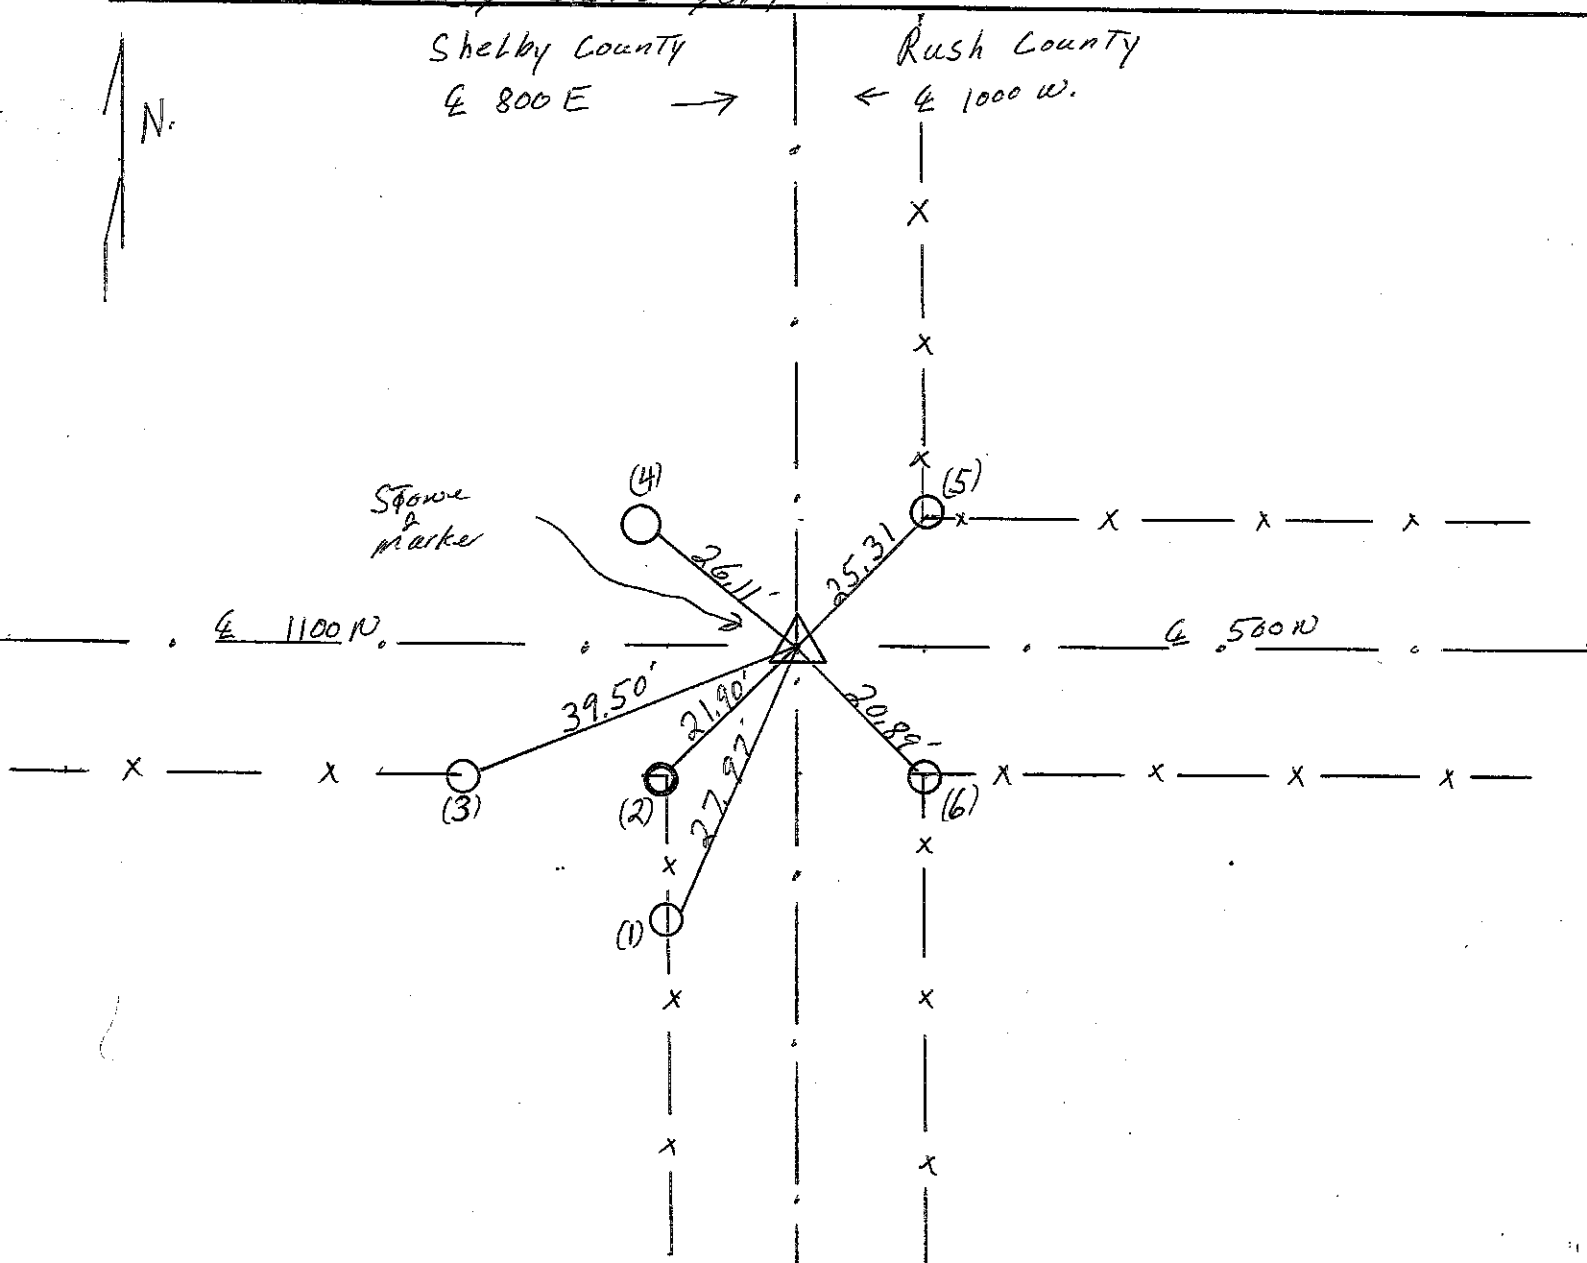 Shelby County
℄ 800 E →
Rush County
← ℄ 1000 W.
N.
Stone
marker
(4)
(5)
26.11'
25.31
℄ 1100 N.
℄ 500 N
39.50'
21.90'
27.97'
20.89'
(3)
(2)
(6)
(1)